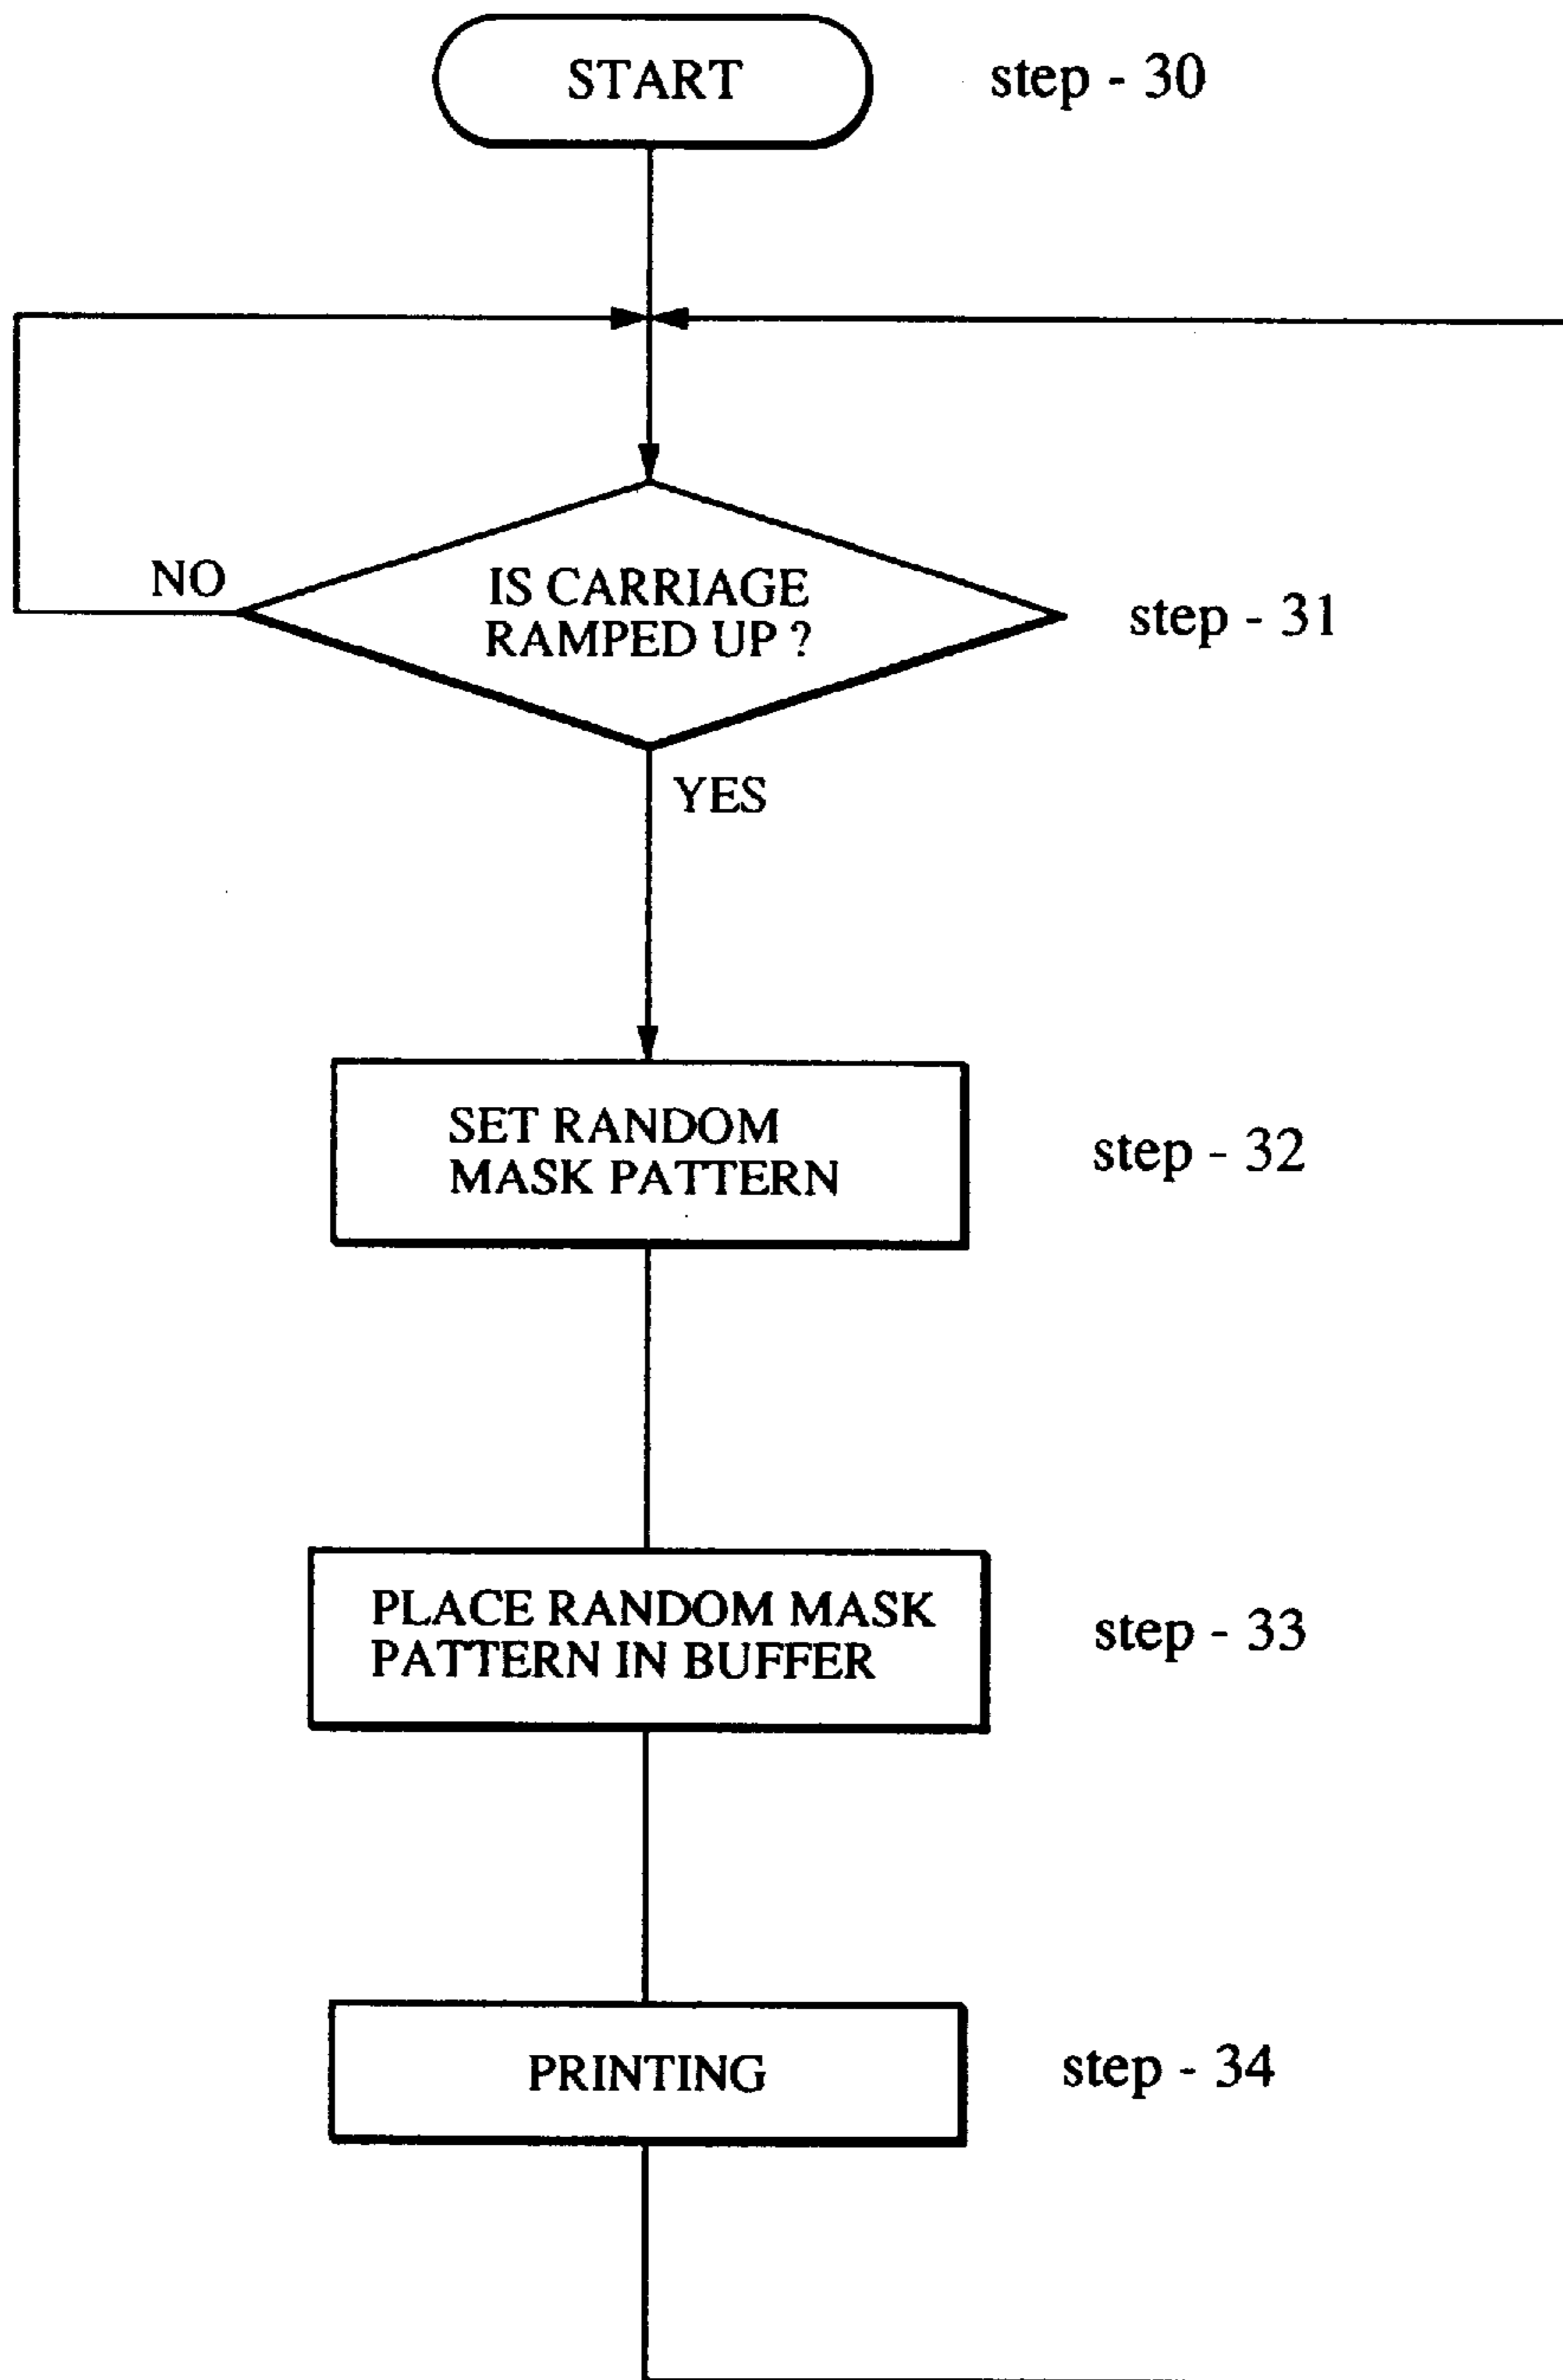 START
step - 30
NO
IS CARRIAGE
RAMPED UP ?
step - 31
YES
SET RANDOM
MASK PATTERN
step - 32
PLACE RANDOM MASK
PATTERN IN BUFFER
step - 33
PRINTING
step - 34